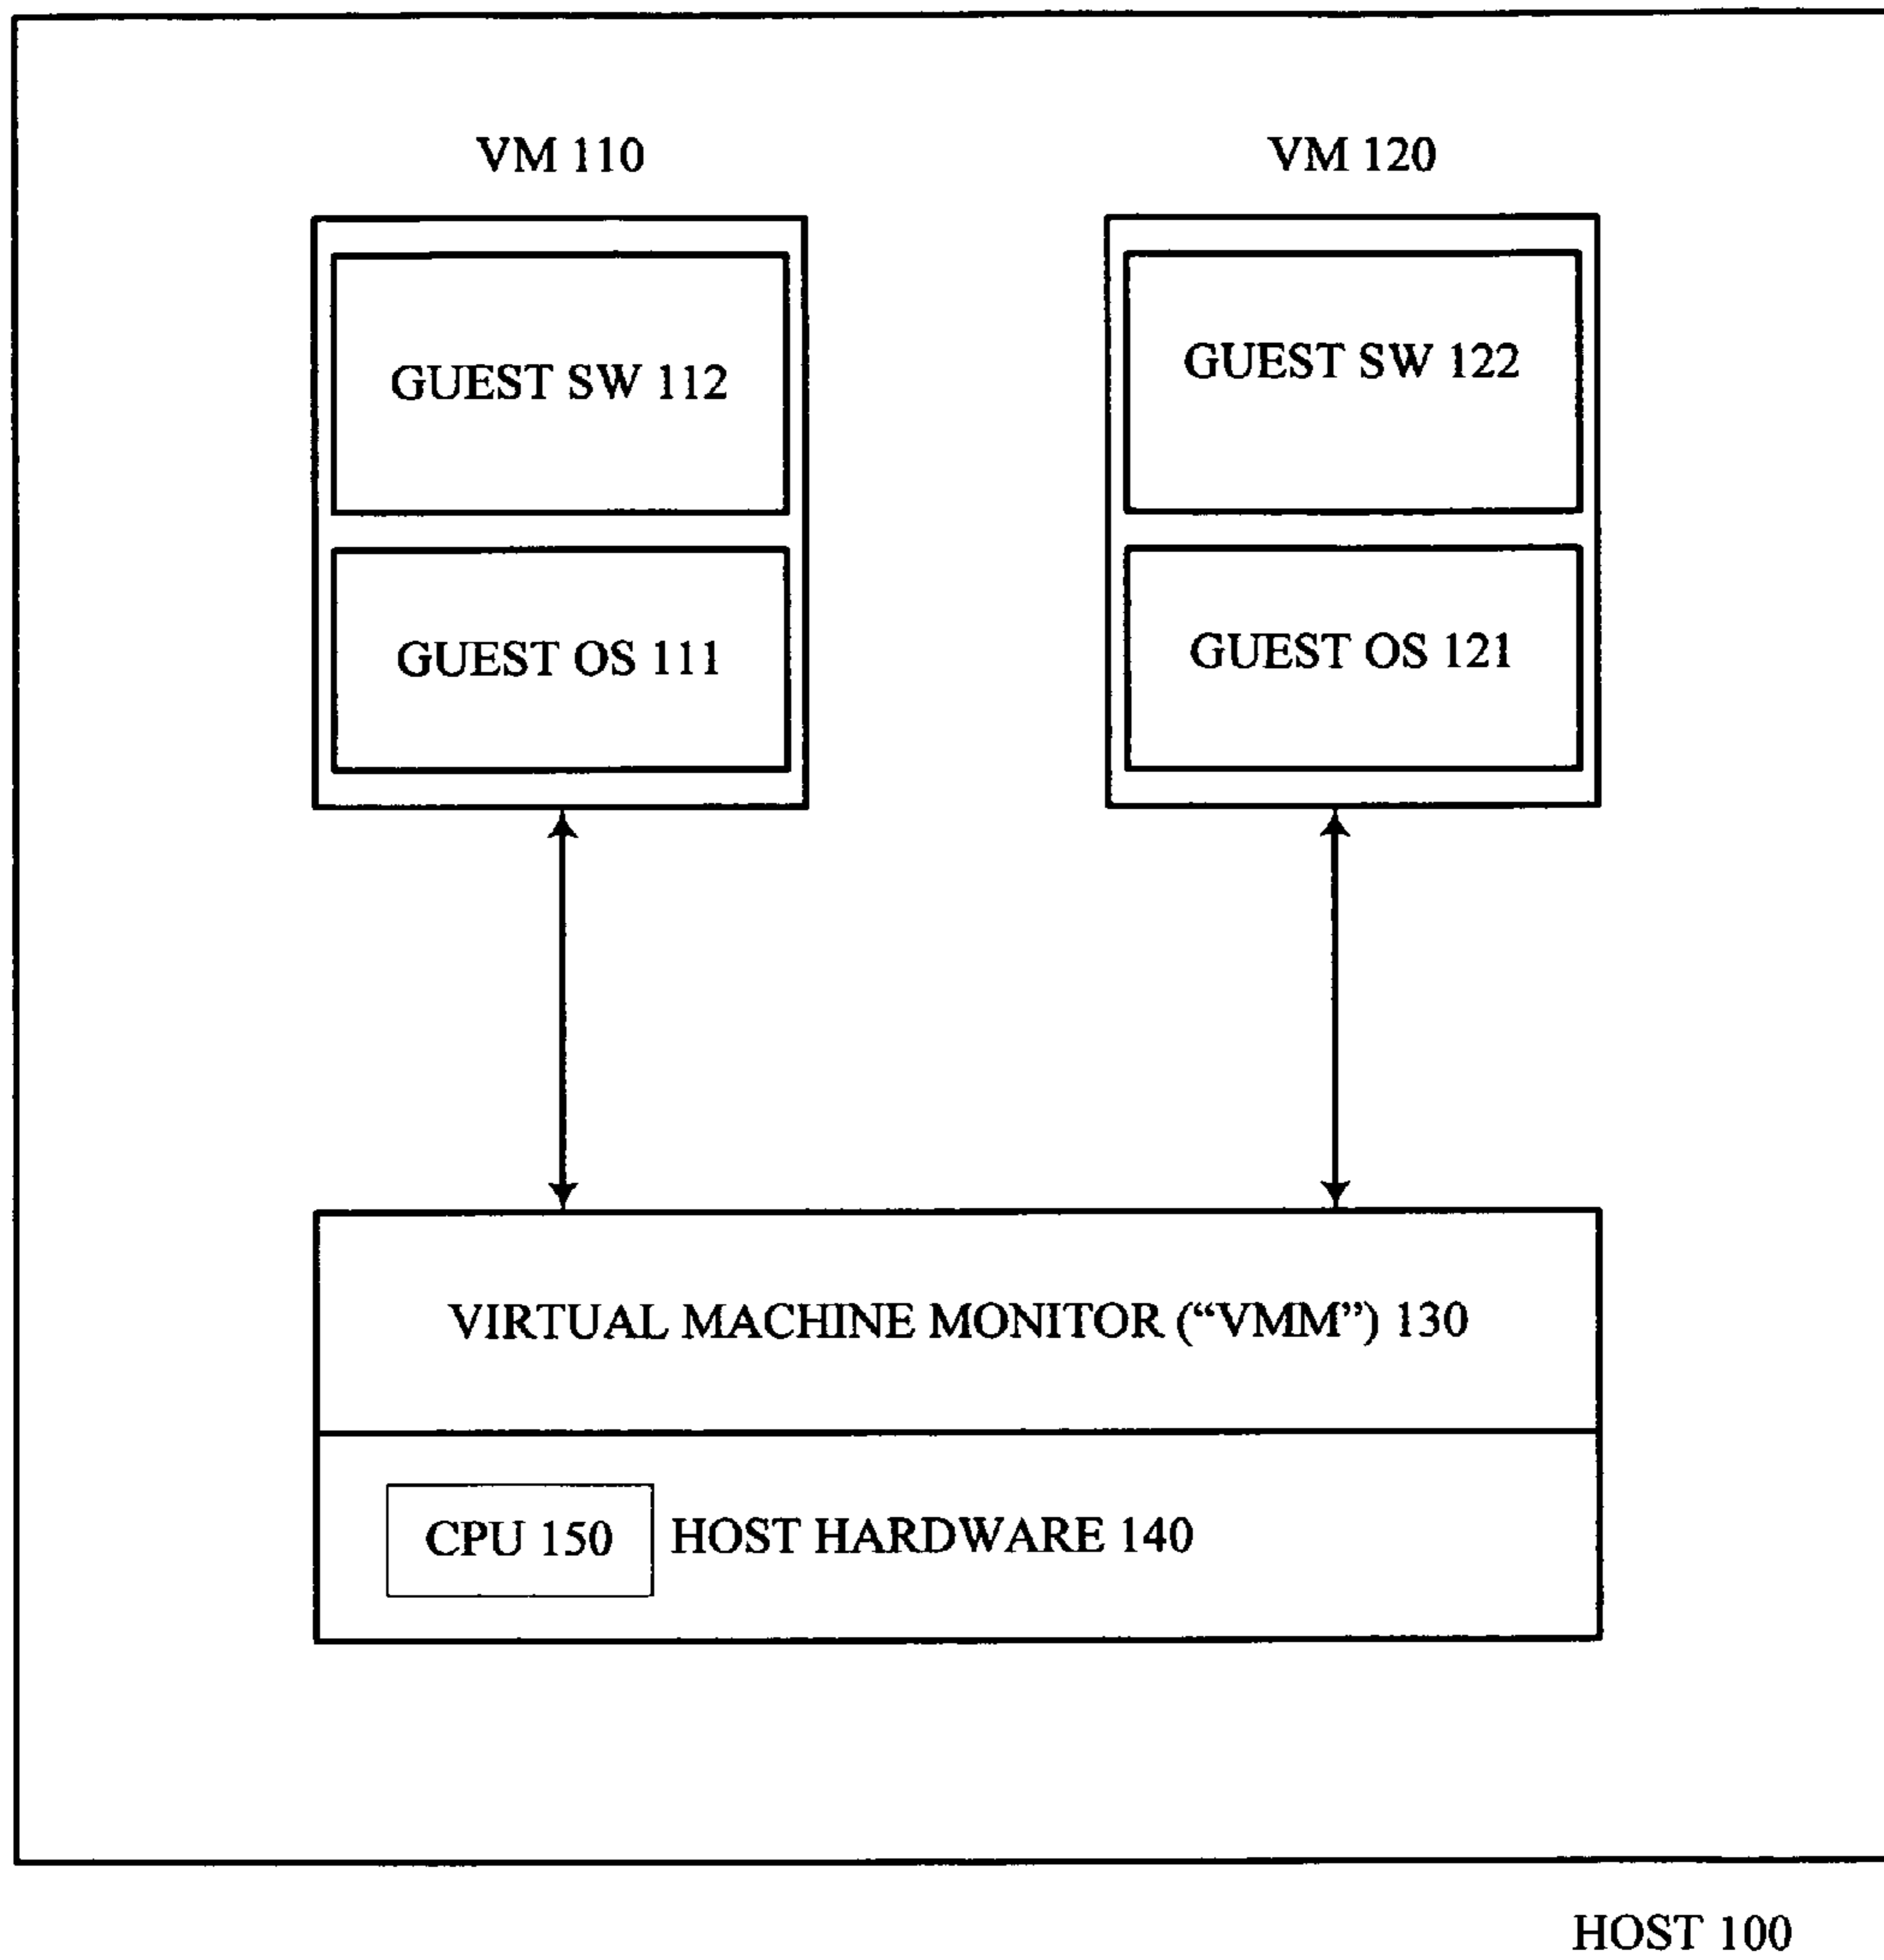 VM 110
VM 120
GUEST SW 112
GUEST SW 122
GUEST OS 111
GUEST OS 121
VIRTUAL MACHINE MONITOR (“VMM”) 130
CPU 150
HOST HARDWARE 140
HOST 100